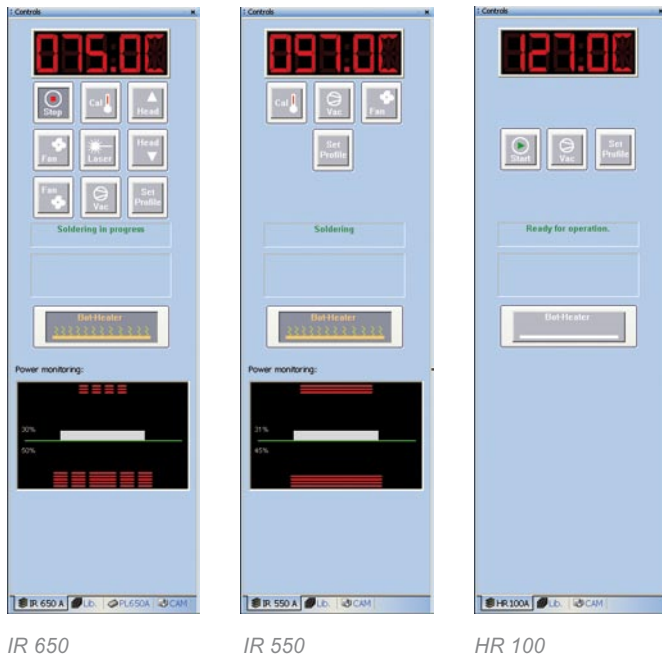 Controls
075.0C
Stop
Cal
Head
Fan
Laser
Head
Fan
Vac
Set Profile
Soldering in progress
Bot-Heater
Power monitoring:
30%
50%
IR 650 A
Lib.
PL650A
CAM
IR 650
Controls
097.0C
Cal
Vac
Fan
Set Profile
Soldering
Bot-Heater
Power monitoring:
31%
45%
IR 550 A
Lib.
CAM
IR 550
Controls
127.0C
Start
Vac
Set Profile
Ready for operation.
Bot-Heater
HR 100A
Lib.
CAM
HR 100